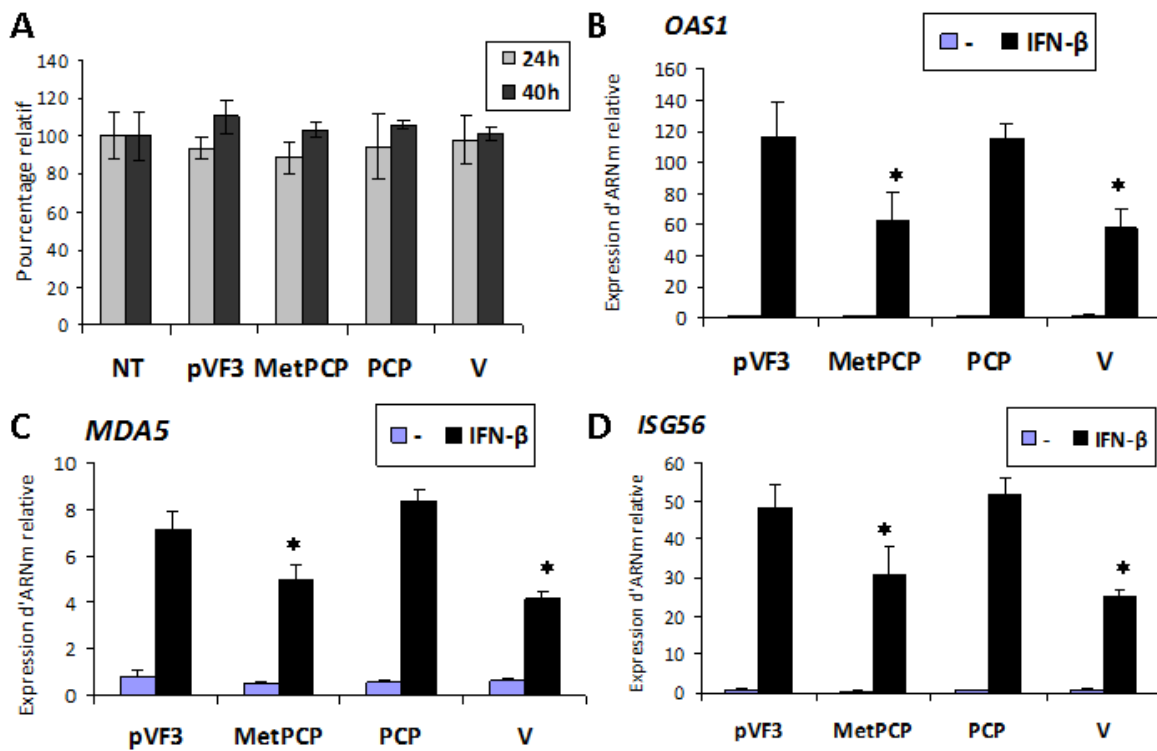 A
Pourcentage relatif
140
120
100
80
60
40
20
0
24h
40h
NT pVF3 MetPCP PCP V
B OAS1
- IFN-β
Expression d'ARNm relative
160
140
120
100
80
60
40
20
0
pVF3 MetPCP PCP V
C MDA5
- IFN-β
Expression d'ARNm relative
10
8
6
4
2
0
pVF3 MetPCP PCP V
D ISG56
- IFN-β
Expression d'ARNm relative
60
50
40
30
20
10
0
pVF3 MetPCP PCP V